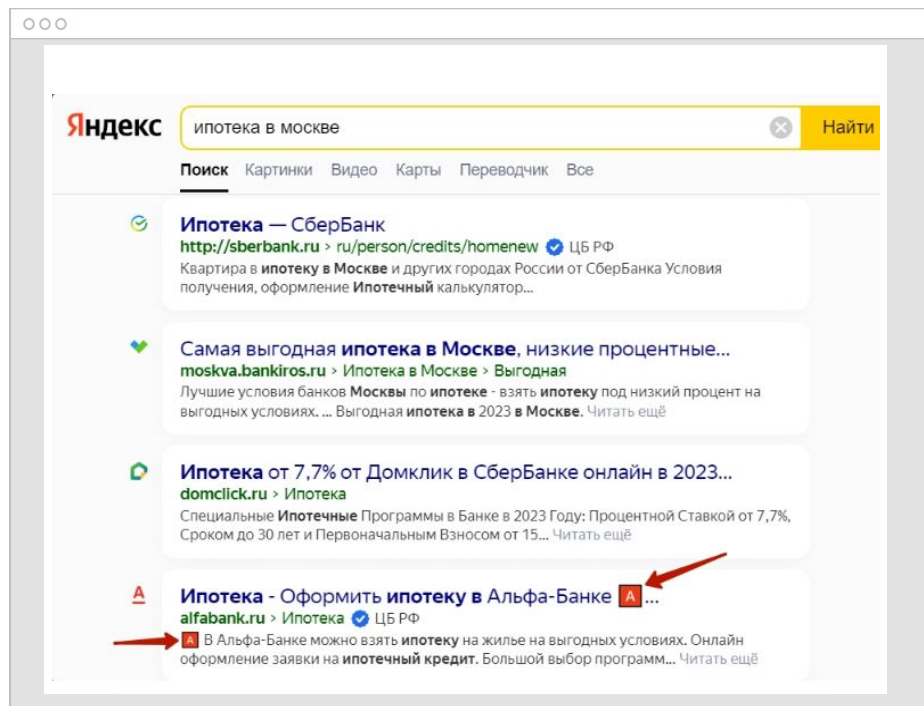 Яндекс
ипотека в москве
Найти
Поиск Картинки Видео Карты Переводчик Все
Ипотека — СберБанк
http://sberbank.ru › ru/person/credits/homenew ЦБ РФ
Квартира в ипотеку в Москве и других городах России от СберБанка Условия
получения, оформление Ипотечный калькулятор...
Самая выгодная ипотека в Москве, низкие процентные...
moskva.bankiros.ru › Ипотека в Москве › Выгодная
Лучшие условия банков Москвы по ипотеке - взять ипотеку под низкий процент на
выгодных условиях. ... Выгодная ипотека в 2023 в Москве. Читать ещё
Ипотека от 7,7% от Домклик в СберБанке онлайн в 2023...
domclick.ru › Ипотека
Специальные Ипотечные Программы в Банке в 2023 Году: Процентной Ставкой от 7,7%,
Сроком до 30 лет и Первоначальным Взносом от 15... Читать ещё
А
Ипотека - Оформить ипотеку в Альфа-Банке А...
alfabank.ru › Ипотека ЦБ РФ
А В Альфа-Банке можно взять ипотеку на жилье на выгодных условиях. Онлайн
оформление заявки на ипотечный кредит. Большой выбор программ... Читать ещё